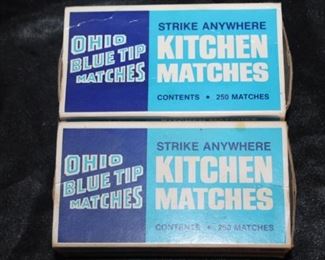 OHIO
BLUE TIP
MATCHES
STRIKE ANYWHERE
KITCHEN
MATCHES
CONTENTS • 250 MATCHES
OHIO
BLUE TIP
MATCHES
STRIKE ANYWHERE
KITCHEN
MATCHES
CONTENTS • 250 MATCHES